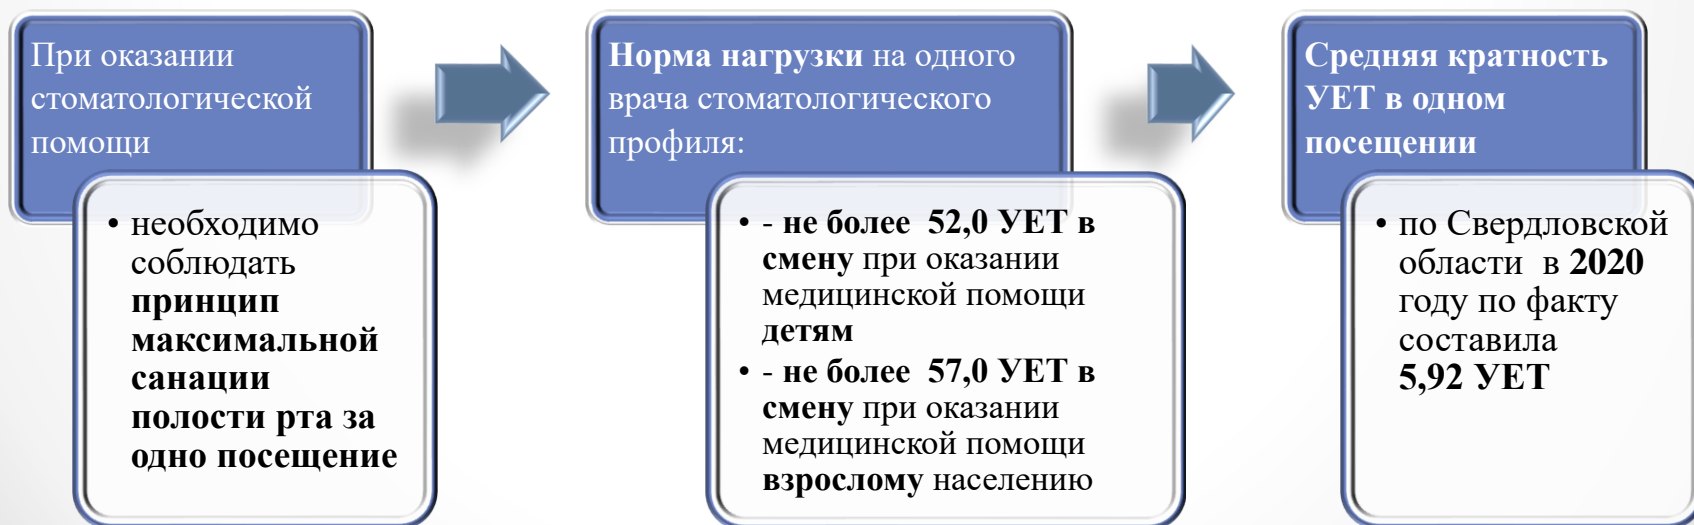 При оказании
стоматологической
помощи
• необходимо
соблюдать
принцип
максимальной
санации
полости рта за
одно посещение
Норма нагрузки на одного
врача стоматологического
профиля:
• - не более 52,0 УЕТ в
смену при оказании
медицинской помощи
детям
• - не более 57,0 УЕТ в
смену при оказании
медицинской помощи
взрослому населению
Средняя кратность
УЕТ в одном
посещении
• по Свердловской
области в 2020
году по факту
составила
5,92 УЕТ